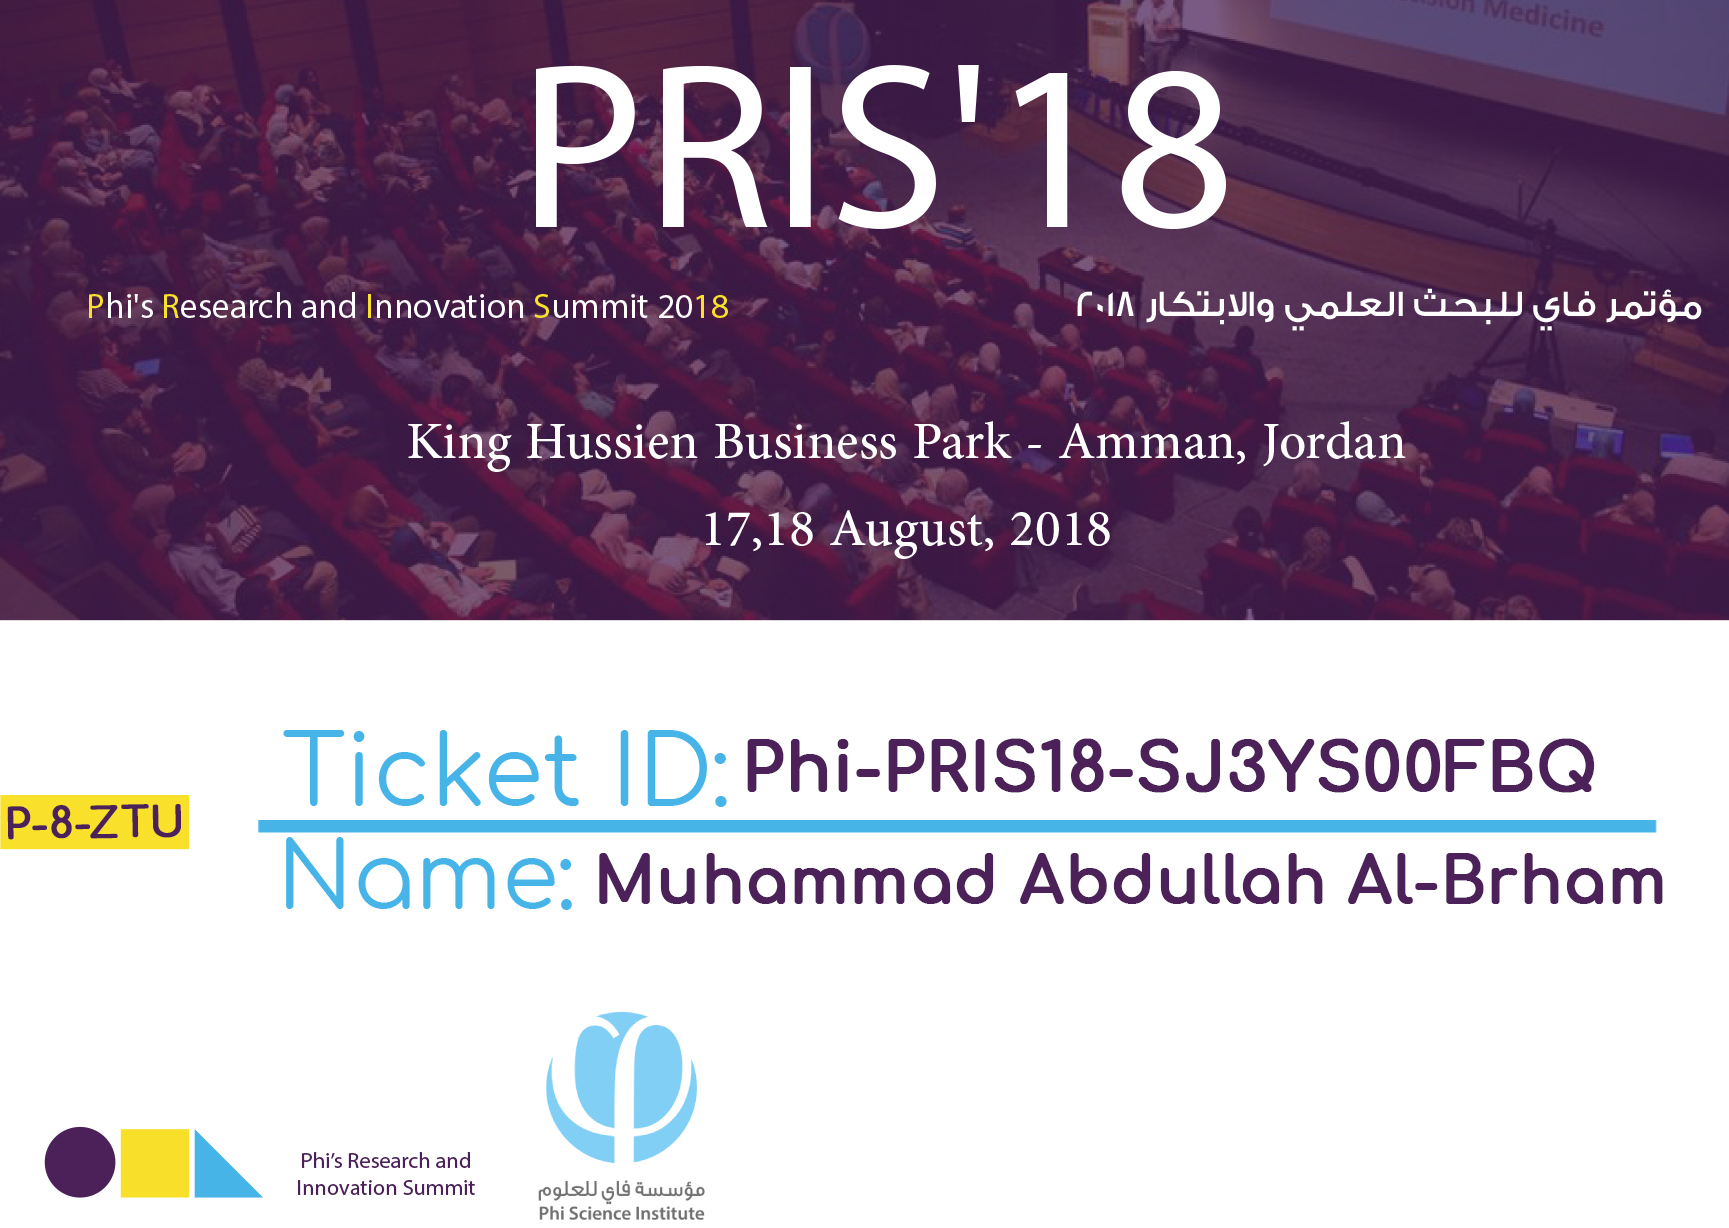 ision Medicine
PRIS'18
Phi's Research and Innovation Summit 2018
مؤتمر فاي للبحث العلمي والابتكار ٢٠١٨
King Hussien Business Park - Amman, Jordan
17,18 August, 2018
Ticket ID: Phi-PRIS18-SJ3YS00FBQ
P-8-ZTU
Name: Muhammad Abdullah Al-Brham
Phi’s Research and
Innovation Summit
مؤسسة فاي للعلوم
Phi Science Institute